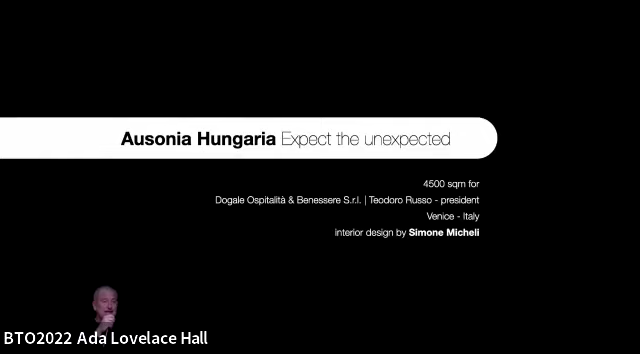 Ausonia Hungaria Expect the unexpected
4500 sqm for
Dogale Ospitalità & Benessere S.r.l. | Teodoro Russo - president
Venice - Italy
interior design by Simone Micheli
BTO2022 Ada Lovelace Hall